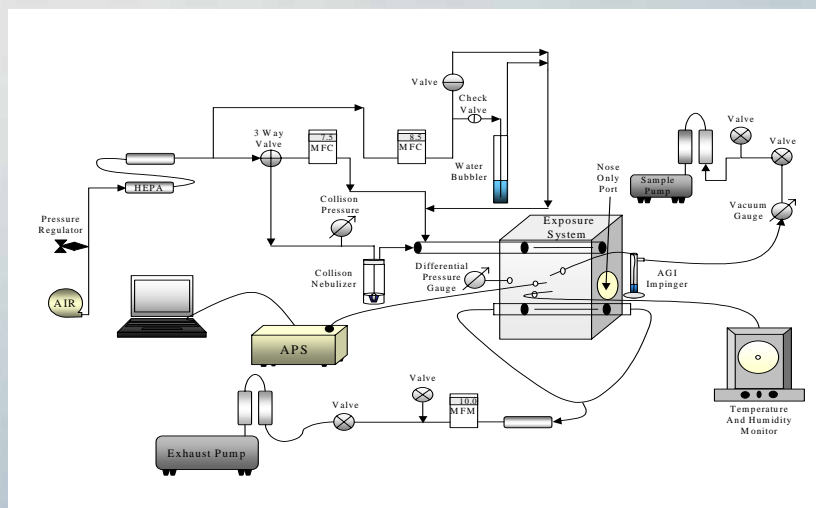 Valve
Check
Valve
3 Way
Valve
7.5
MFC
8.5
MFC
Water
Bubbler
Valve
Valve
Nose
Only
Port
Sample
Pump
Vacuum
Gauge
HEPA
Pressure
Regulator
Collison
Pressure
Exposure
System
AIR
Collison
Nebulizer
Differential
Pressure
Gauge
AGI
Impinger
APS
Valve
Valve
10.0
MFM
Exhaust Pump
Temperature
And Humidity
Monitor